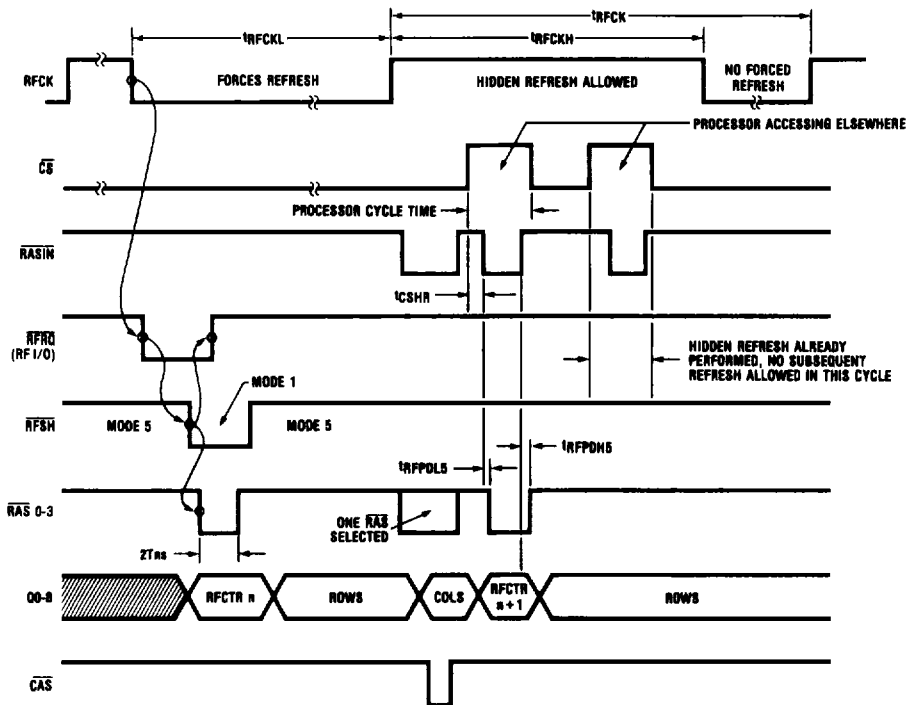 tRFCK
tRFCKL
tRFCKH
RFCK
FORCES REFRESH
HIDDEN REFRESH ALLOWED
NO FORCED
REFRESH
PROCESSOR ACCESSING ELSEWHERE
CS
PROCESSOR CYCLE TIME
RASIN
tCSHR
RFRQ
(RF I/O)
HIDDEN REFRESH ALREADY
PERFORMED, NO SUBSEQUENT
REFRESH ALLOWED IN THIS CYCLE
MODE 1
RFSH
MODE 5
MODE 5
tRFPDL5
tRFPDH5
RAS 0-3
ONE RAS
SELECTED
2Tns
Q0-8
RFCTR n
ROWS
COLS
RFCTR
n + 1
ROWS
CAS